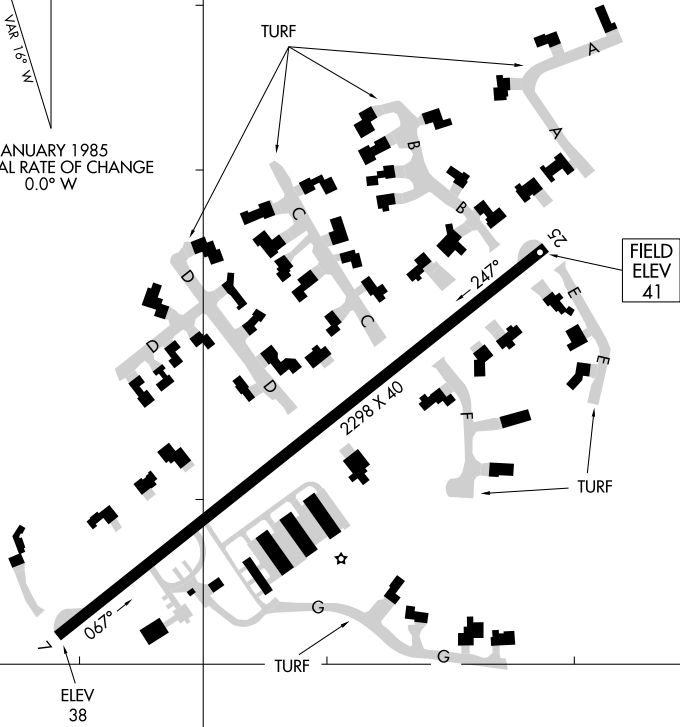 VAR 16° W
ANUARY 1985
AL RATE OF CHANGE
0.0° W
TURF
A
A
B
B
C
C
D
D
D
25
FIELD
ELEV
41
247°
E
E
2298 X 40
F
TURF
067°
7
G
G
TURF
ELEV
38